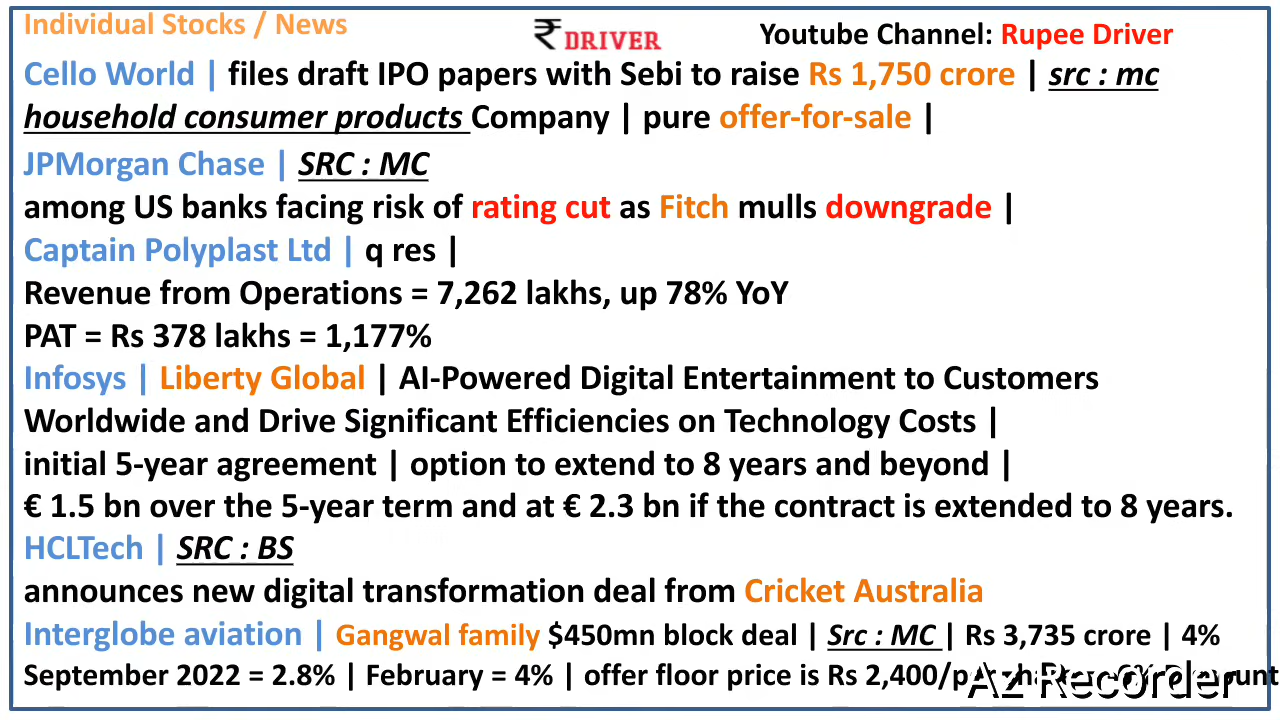 Individual Stocks / News
₹ DRIVER
Youtube Channel: Rupee Driver
Cello World | files draft IPO papers with Sebi to raise Rs 1,750 crore | src : mc
household consumer products Company | pure offer-for-sale |
JPMorgan Chase | SRC : MC
among US banks facing risk of rating cut as Fitch mulls downgrade |
Captain Polyplast Ltd | q res |
Revenue from Operations = 7,262 lakhs, up 78% YoY
PAT = Rs 378 lakhs = 1,177%
Infosys | Liberty Global | AI-Powered Digital Entertainment to Customers
Worldwide and Drive Significant Efficiencies on Technology Costs |
initial 5-year agreement | option to extend to 8 years and beyond |
€ 1.5 bn over the 5-year term and at € 2.3 bn if the contract is extended to 8 years.
HCLTech | SRC : BS
announces new digital transformation deal from Cricket Australia
Interglobe aviation | Gangwal family $450mn block deal | Src : MC | Rs 3,735 crore | 4%
September 2022 = 2.8% | February = 4% | offer floor price is Rs 2,400/
Az Recorder